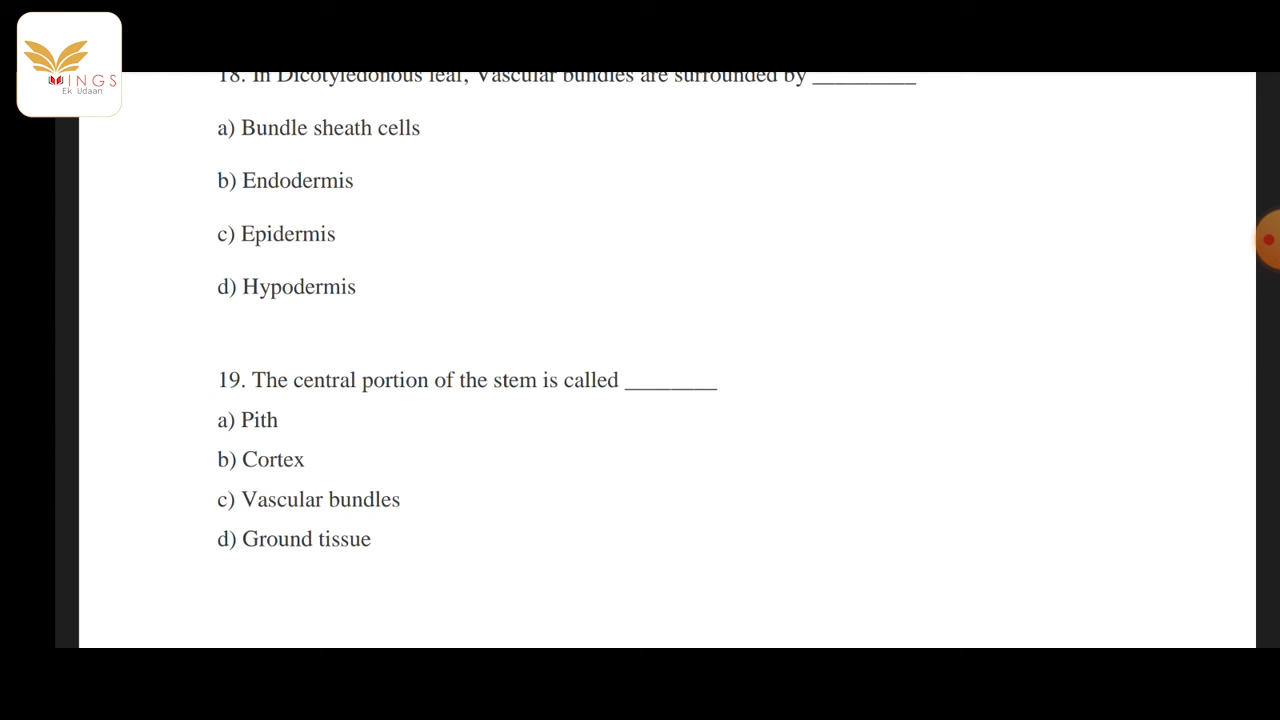 WINGS
Ek Udaan
18. In Dicotyledonous leaf, Vascular bundles are surrounded by _________
a) Bundle sheath cells
b) Endodermis
c) Epidermis
d) Hypodermis
19. The central portion of the stem is called ________
a) Pith
b) Cortex
c) Vascular bundles
d) Ground tissue